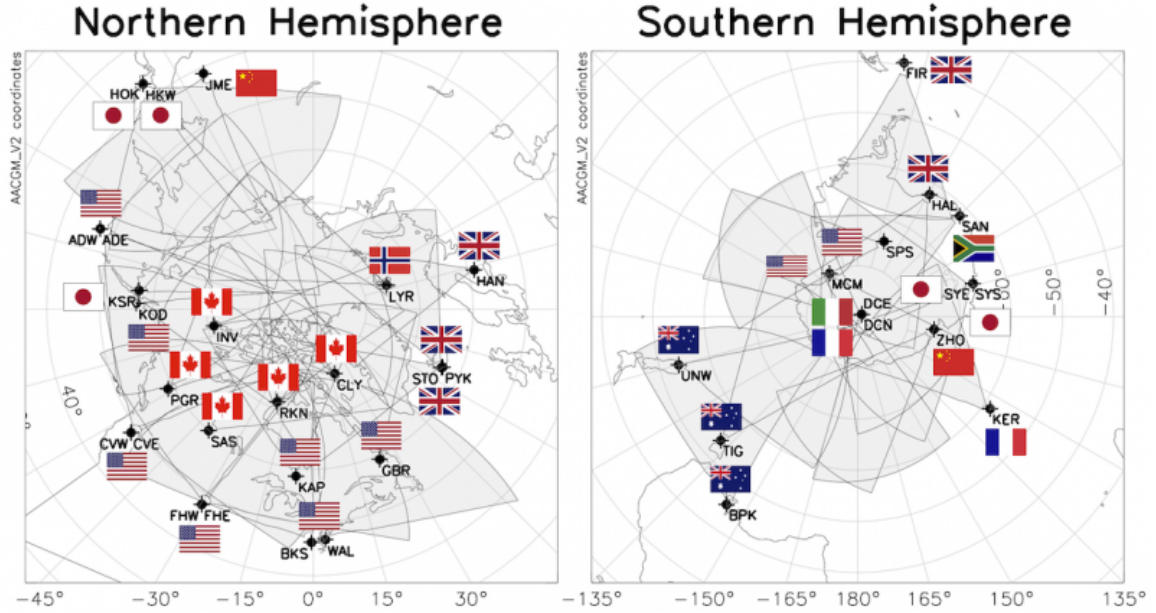 Northern Hemisphere
AACGM_V2 coordinates
JME
HOK HKW
ADW ADE
HAN
LYR
KSR
KOD
INV
CLY
STO PYK
PGR
RKN
40°
SAS
CVW CVE
GBR
KAP
FHW FHE
BKS WAL
-45° -30° -15° 0° 15° 30°
Southern Hemisphere
AACGM_V2 coordinates
FIR
HAL
SAN
SPS
MCM
SYE SYS
-50°
-40°
DCE
DCN
ZHO
UNW
KER
TIG
BPK
-135° -150° -165° 180° 165° 150° 135°